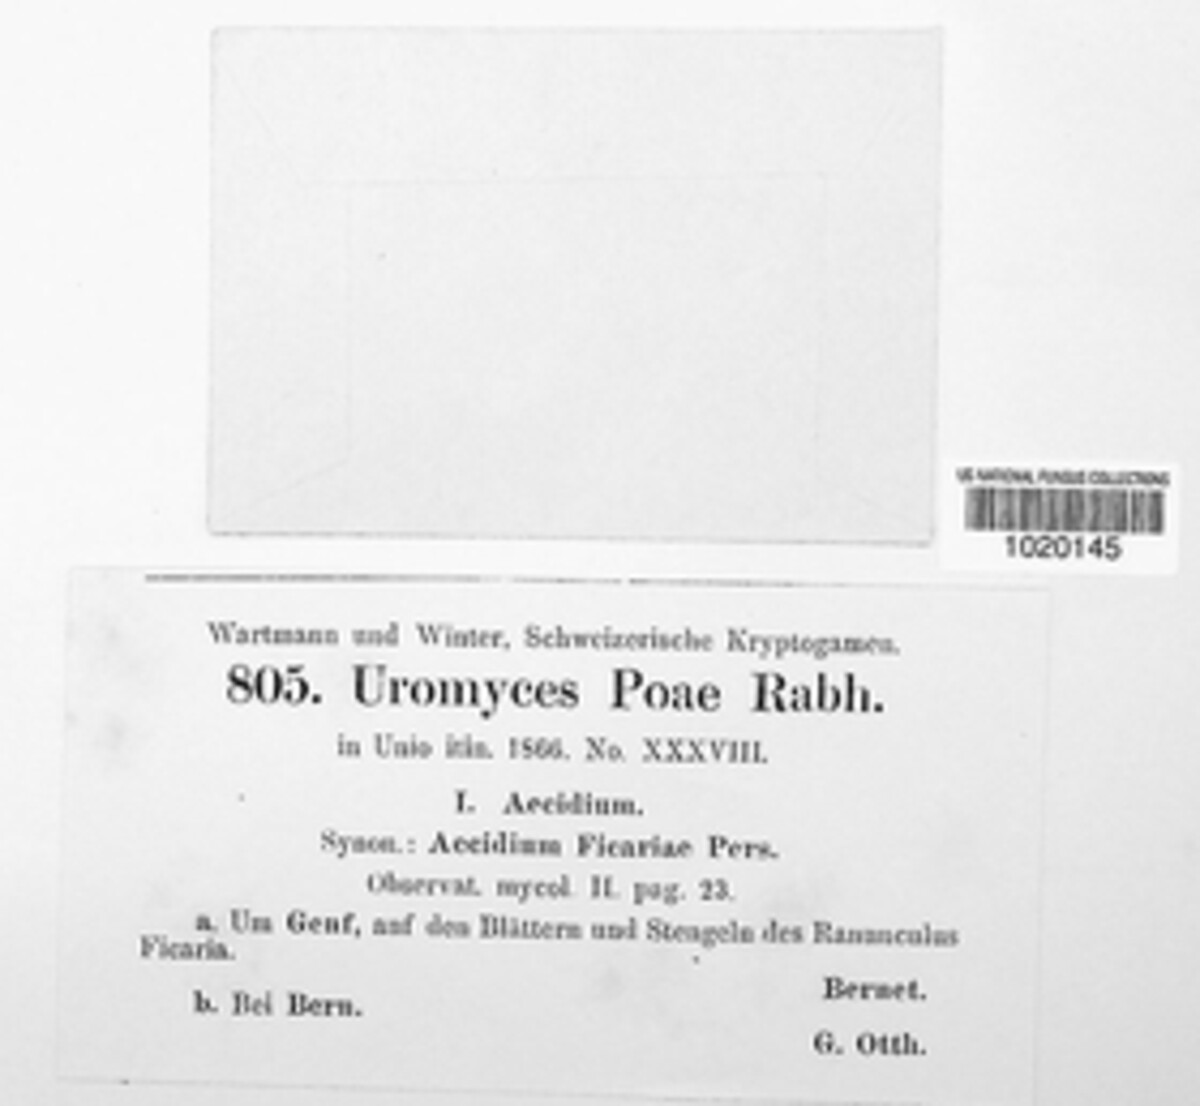 US NATIONAL FUNGUS COLLECTIONS
1020145
Wartmann und Winter, Schweizerische Kryptogamen.
805. Uromyces Poae Rabh.
in Unio itin. 1866. No. XXXVIII.
I. Aecidium.
Synon.: Aecidium Ficariae Pers.
Observat. mycol. II. pag. 23.
a. Um Genf, auf den Blättern und Stengeln des Ranunculus
Ficaria.
Bernet.
b. Bei Bern.
G. Otth.